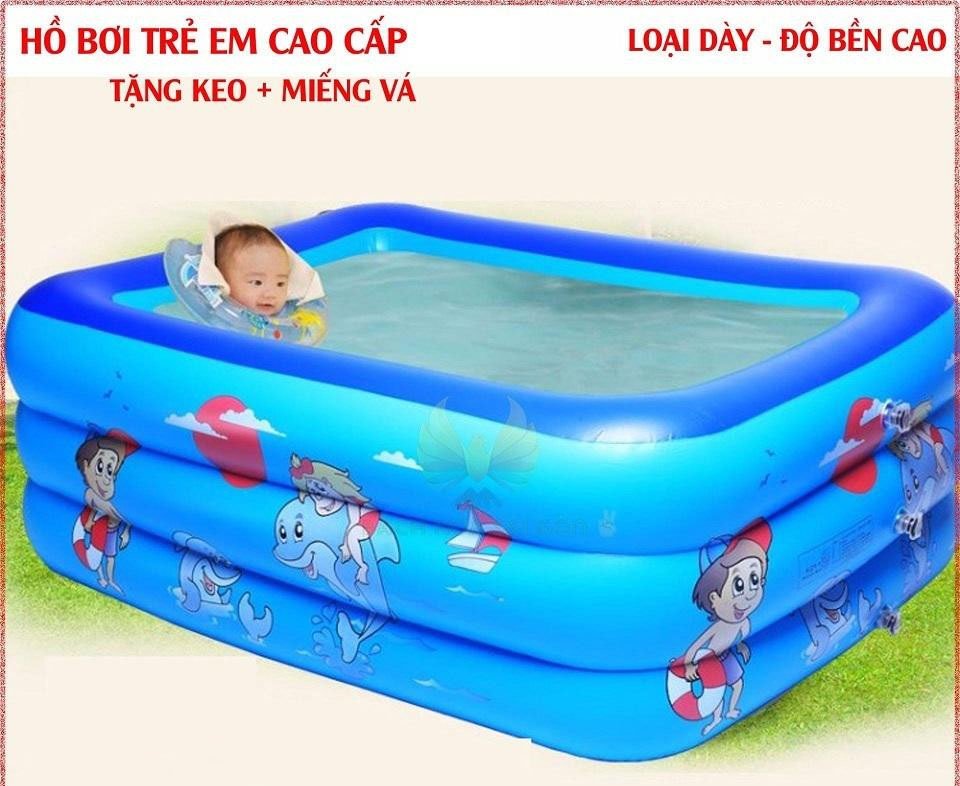 HỒ BƠI TRẺ EM CAO CẤP
LOẠI DÀY - ĐỘ BỀN CAO
TẶNG KEO + MIẾNG VÁ